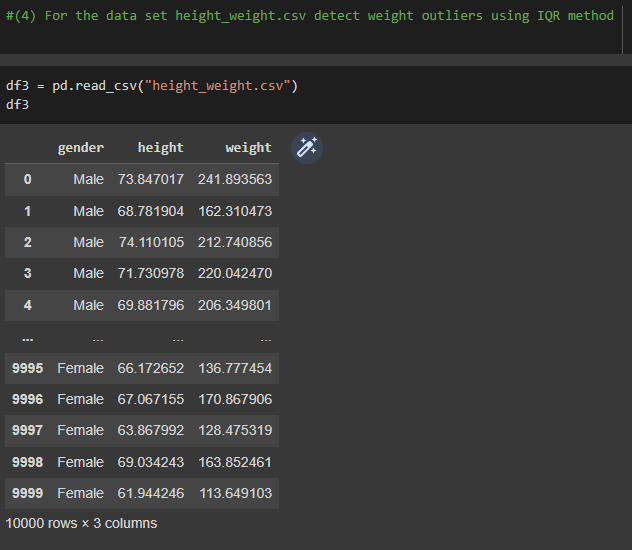 #(4) For the data set height_weight.csv detect weight outliers using IQR method
df3 = pd.read_csv("height_weight.csv")
df3
gender height weight
0 Male 73.847017 241.893563
1 Male 68.781904 162.310473
2 Male 74.110105 212.740856
3 Male 71.730978 220.042470
4 Male 69.881796 206.349801
... ... ... ...
9995 Female 66.172652 136.777454
9996 Female 67.067155 170.867906
9997 Female 63.867992 128.475319
9998 Female 69.034243 163.852461
9999 Female 61.944246 113.649103
10000 rows × 3 columns